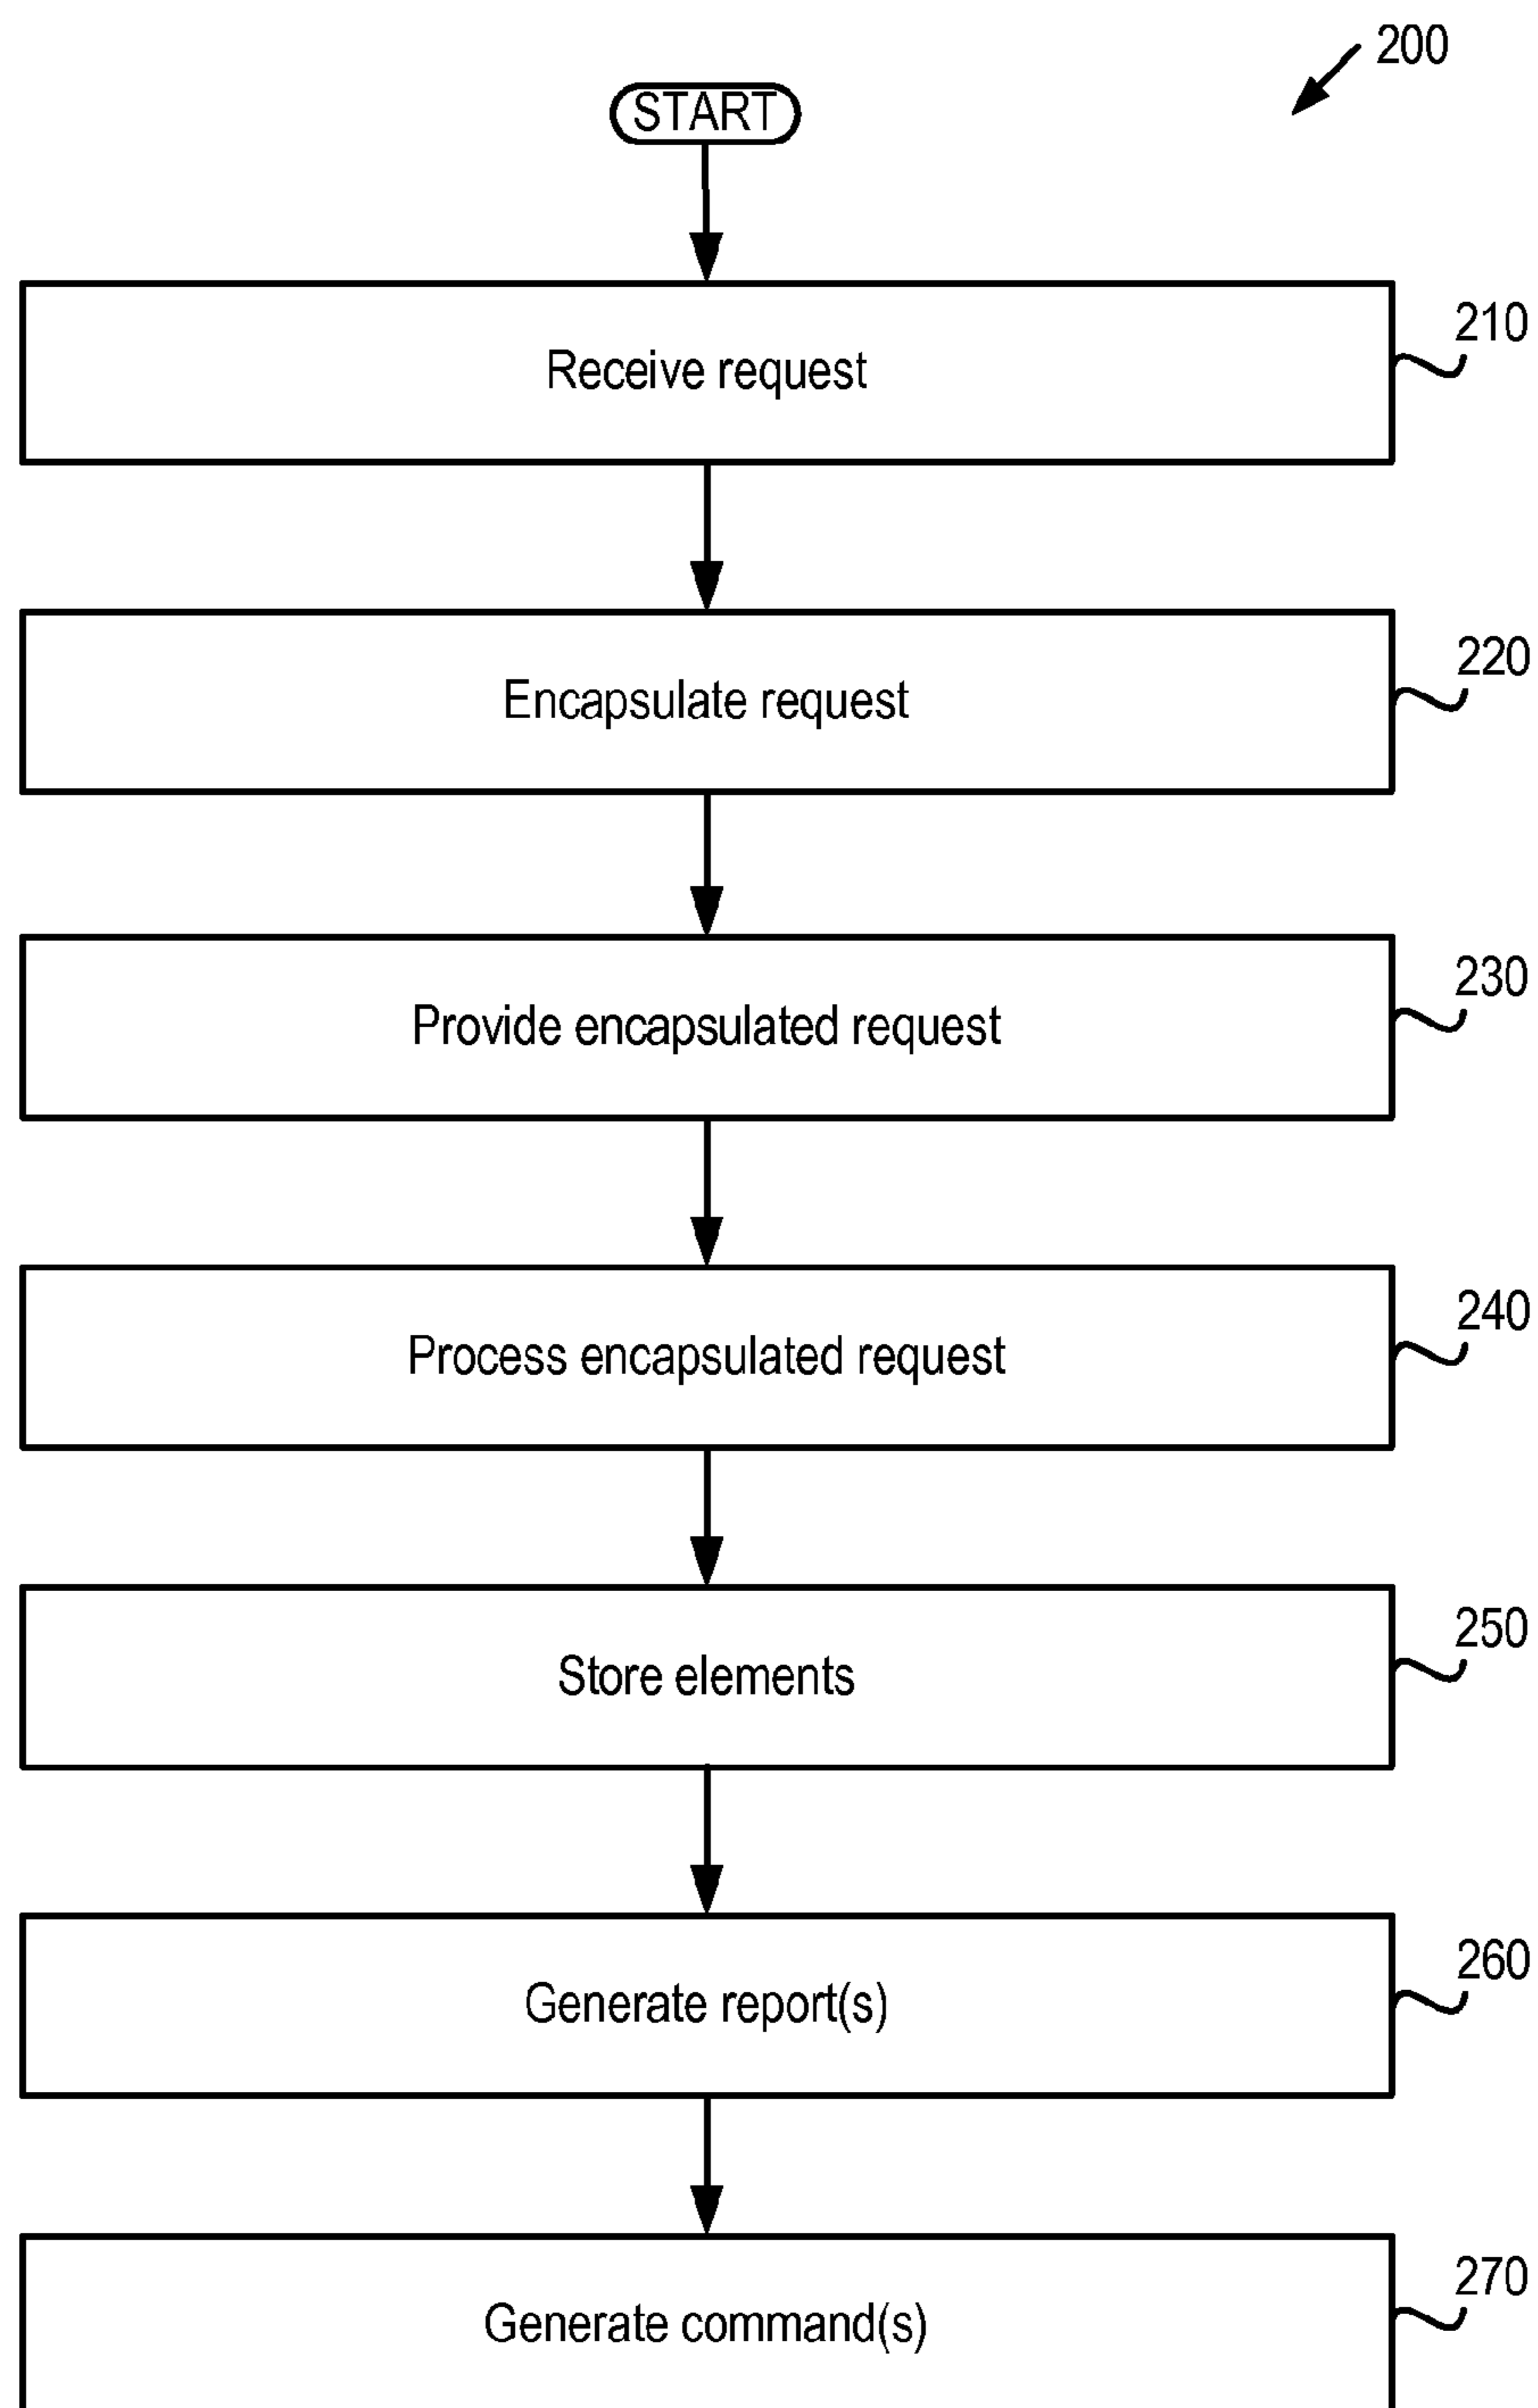 200
START
210
Receive request
220
Encapsulate request
230
Provide encapsulated request
240
Process encapsulated request
250
Store elements
260
Generate report(s)
270
Generate command(s)